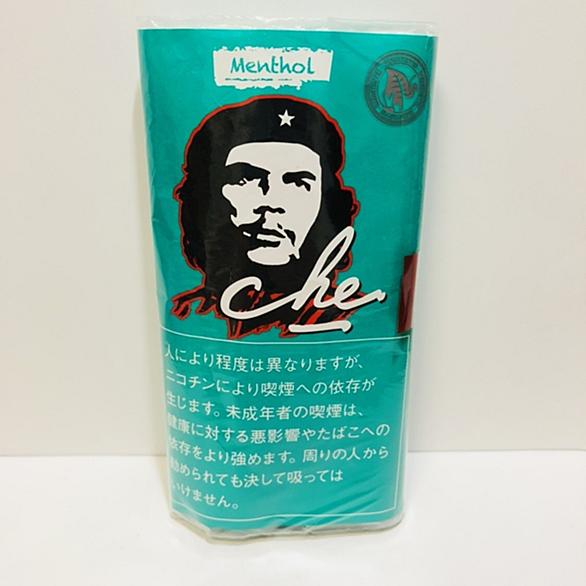 Menthol
che
人により程度は異なりますが、
ニコチンにより喫煙への依存が
生じます。未成年者の喫煙は、
健康に対する悪影響やたばこへの
依存をより強めます。周りの人から
勧められても決して吸っては
いけません。